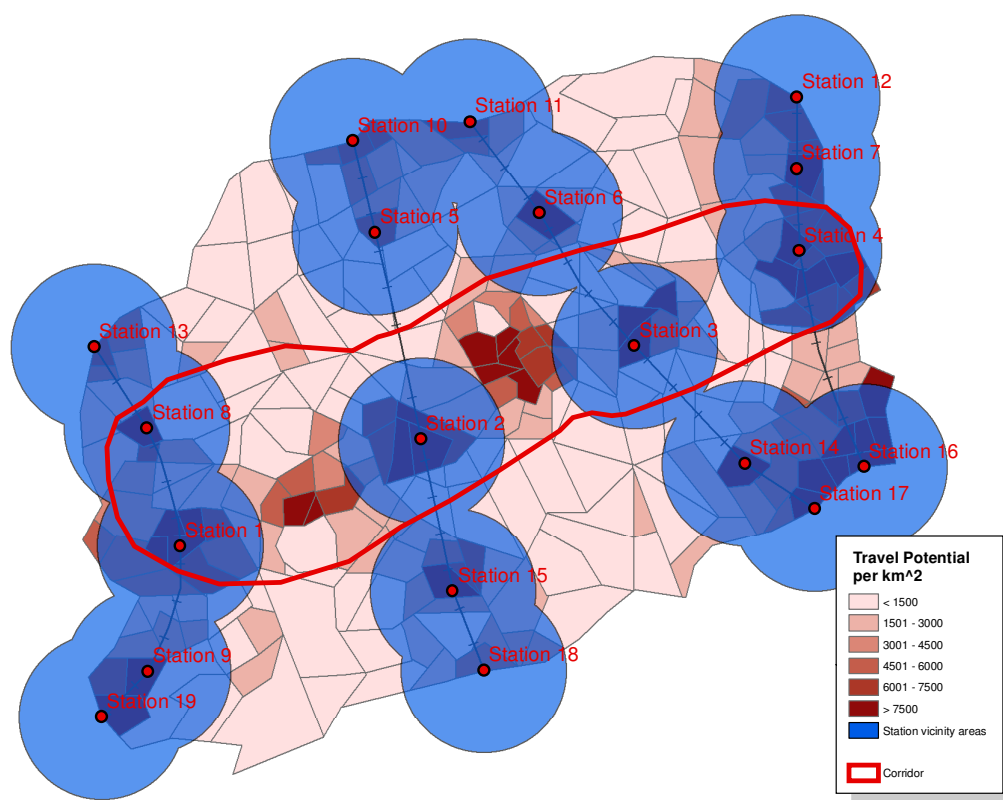 Station 12
Station 11
Station 10
Station 7
Station 6
Station 5
Station 4
Station 13
Station 3
Station 8
Station 2
Station 14
Station 16
Station 17
Station 1
Station 15
Station 9
Station 18
Station 19
Travel Potential
per km^2
< 1500
1501 - 3000
3001 - 4500
4501 - 6000
6001 - 7500
> 7500
Station vicinity areas
Corridor